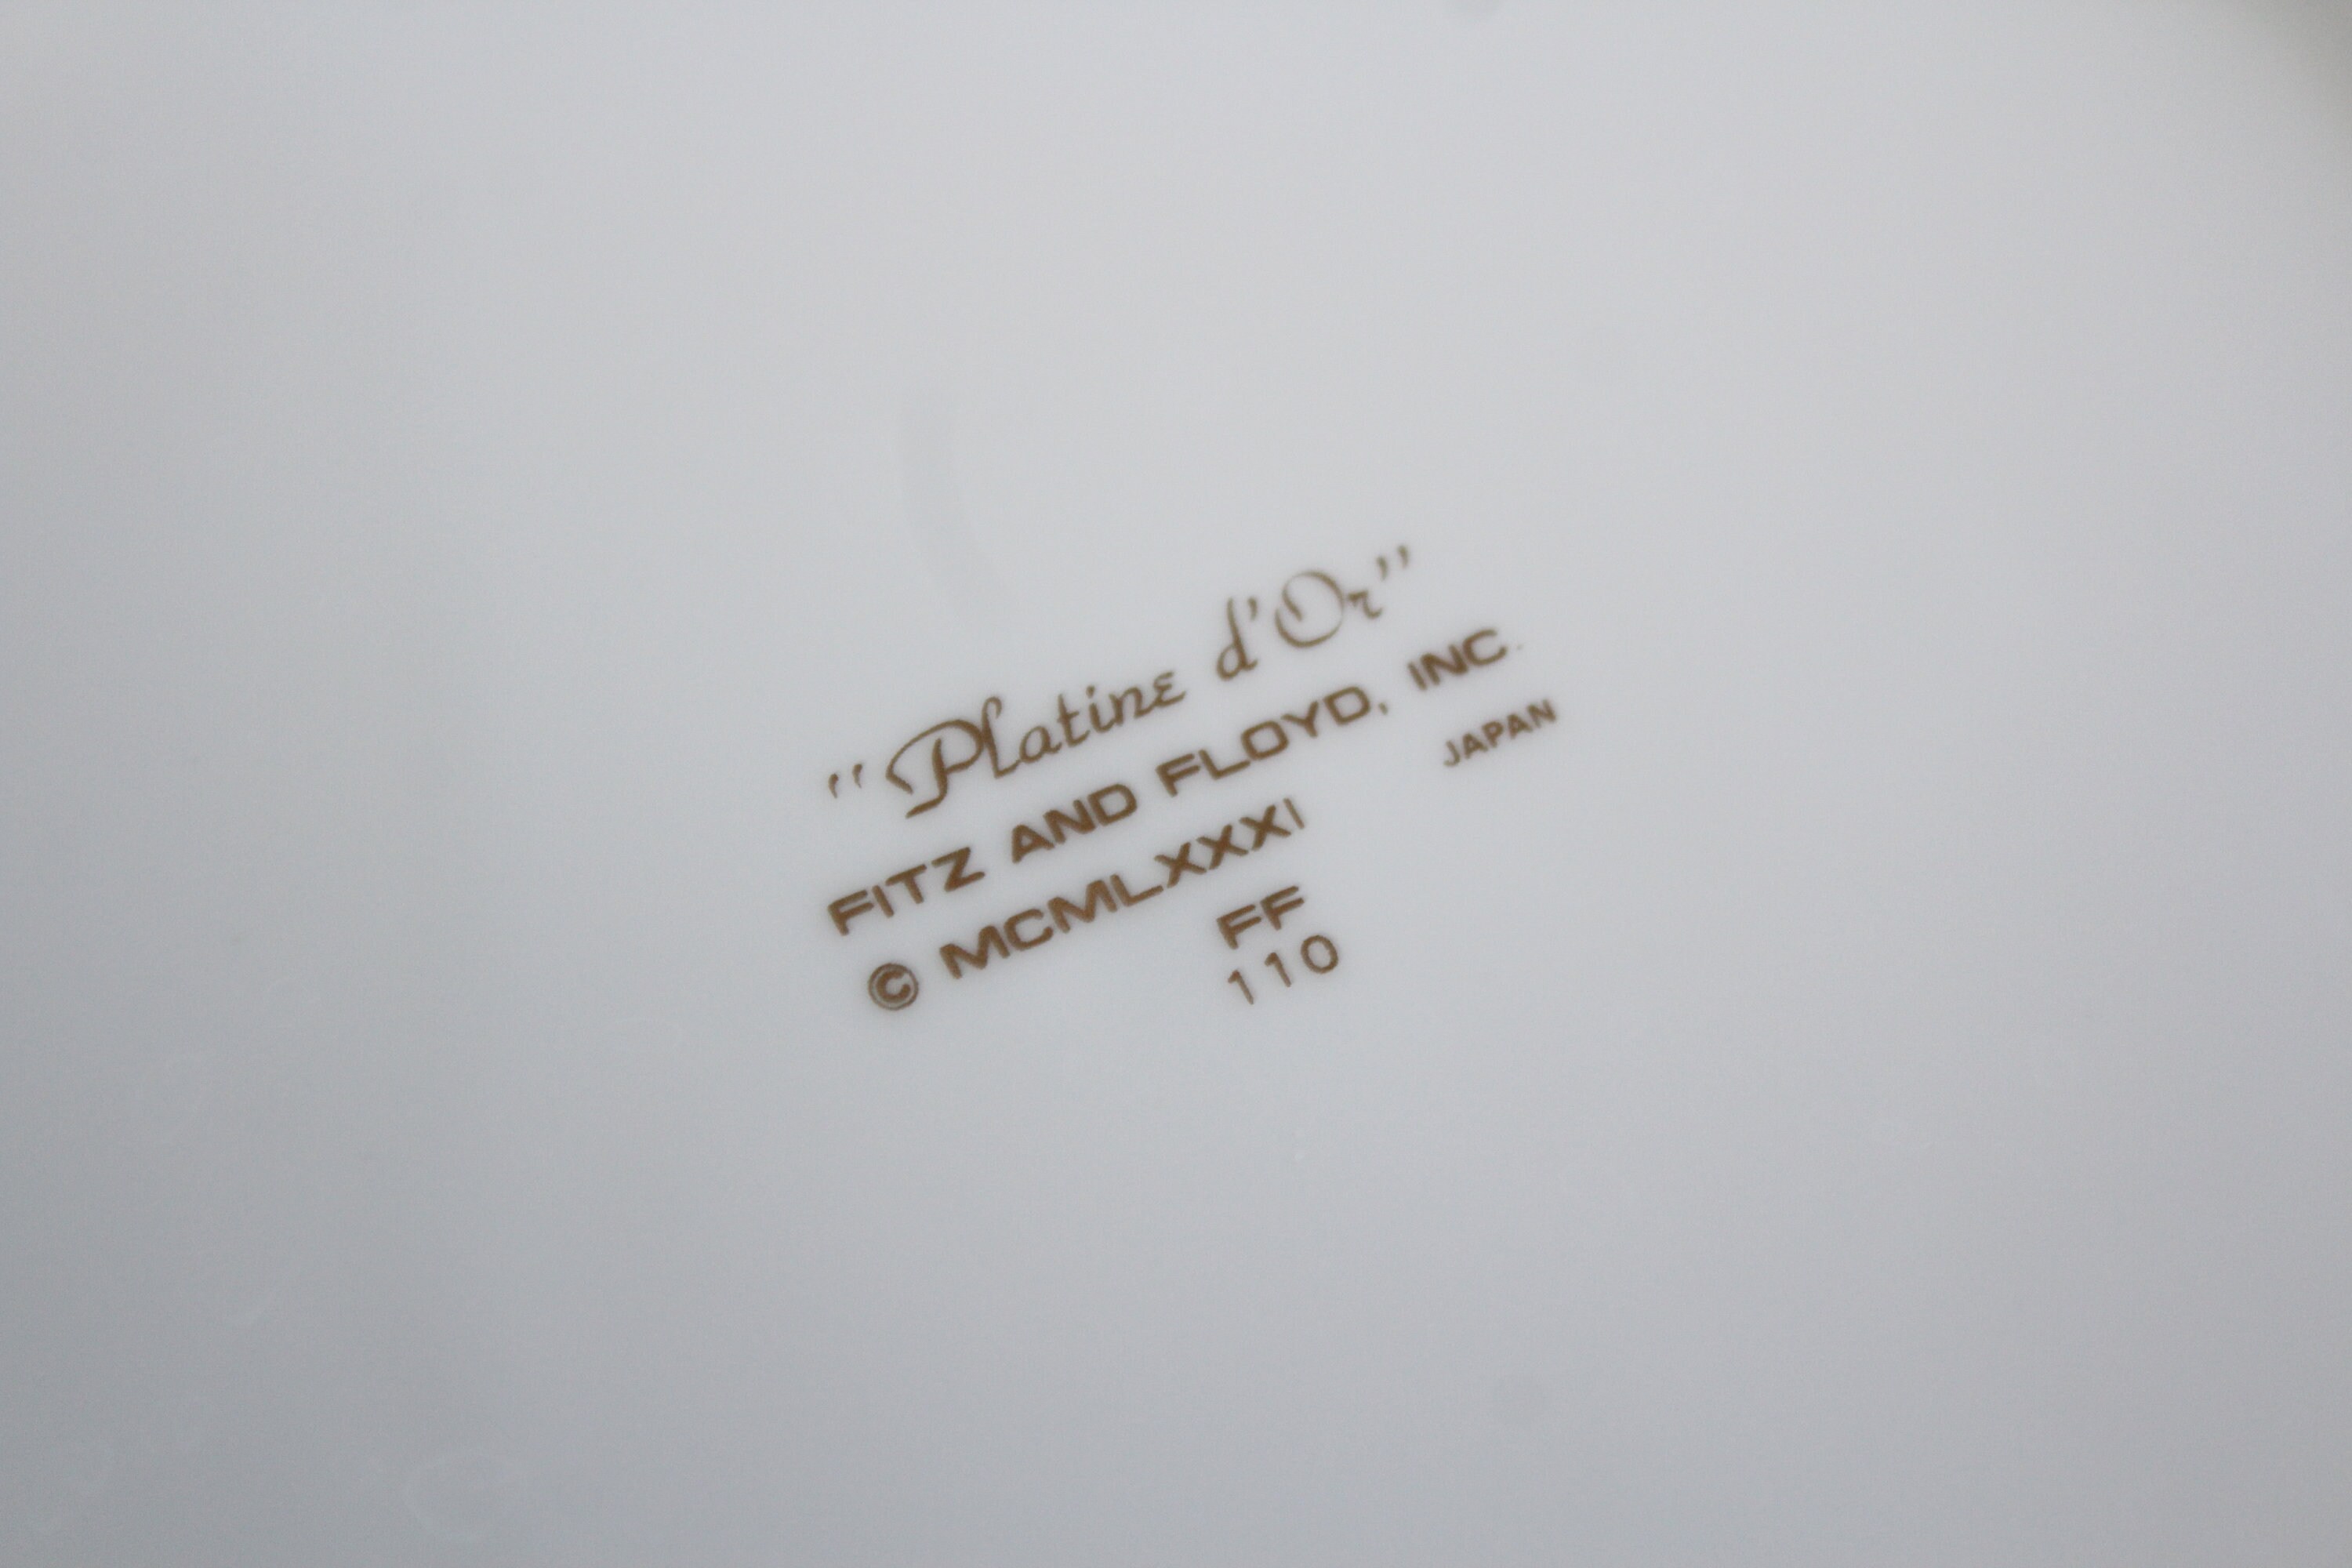 "Platine d'Or"
FITZ AND FLOYD, INC.
JAPAN
© MCMLXXXI
FF
110